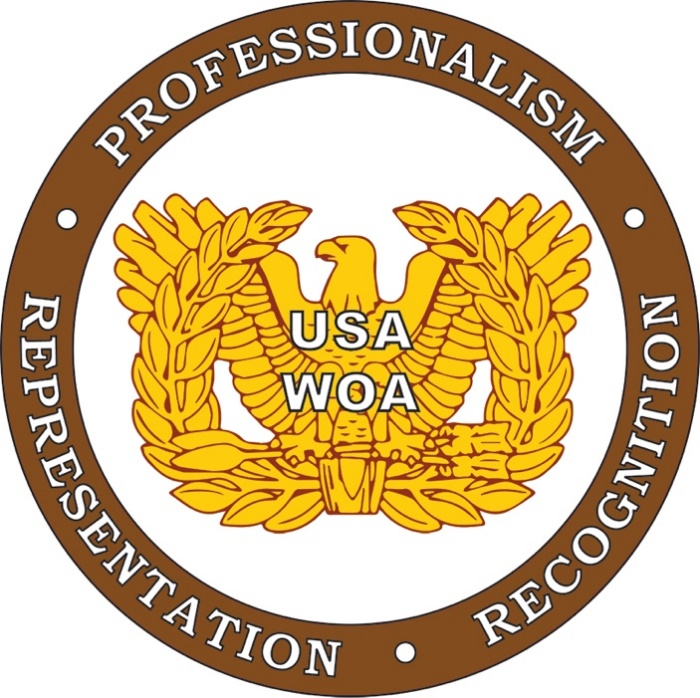 PROFESSIONALISM
USA
WOA
REPRESENTATION • RECOGNITION